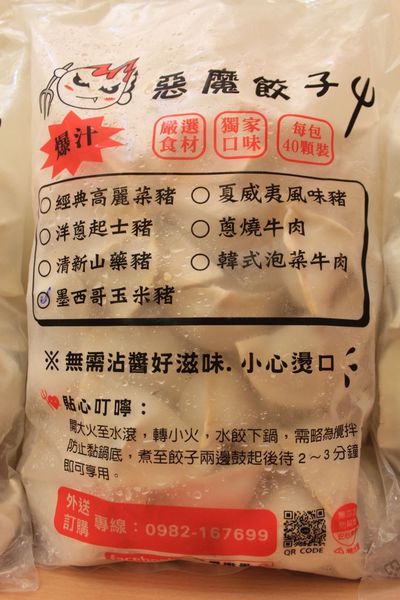 惡魔餃子
爆汁
嚴選食材
獨家口味
每包40顆裝
○ 經典高麗菜豬
○ 夏威夷風味豬
○ 洋蔥起士豬
○ 蔥燒牛肉
○ 清新山藥豬
○ 韓式泡菜牛肉
○ 墨西哥玉米豬
※ 無需沾醬好滋味. 小心燙口
貼心叮嚀：
開大火至水滾，轉小火，水餃下鍋，需略為攪拌
防止黏鍋底，煮至餃子兩邊鼓起後待 2～3 分鐘
即可享用。
外送訂購 專線：0982-167699
QR CODE
facebook